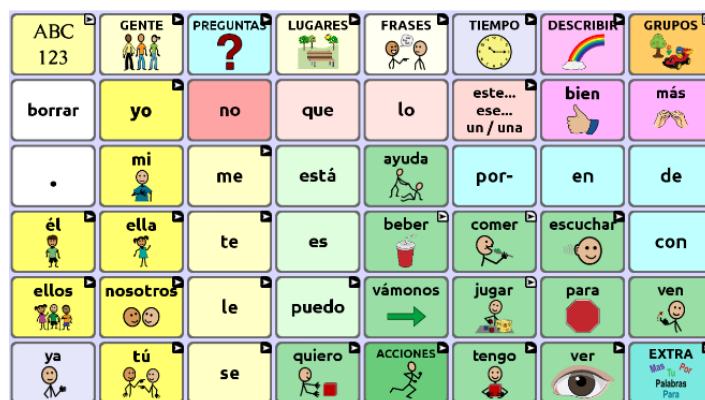 ABC
123
GENTE
PREGUNTAS
LUGARES
FRASES
TIEMPO
DESCRIBIR
GRUPOS
borrar
yo
no
que
lo
este...
ese...
un / una
bien
más
.
mi
me
está
ayuda
por-
en
de
él
ella
te
es
beber
comer
escuchar
con
ellos
nosotros
le
puedo
vámonos
jugar
para
ven
ya
tú
se
quiero
ACCIONES
tengo
ver
EXTRA
Mas Tu Por
Palabras
Para